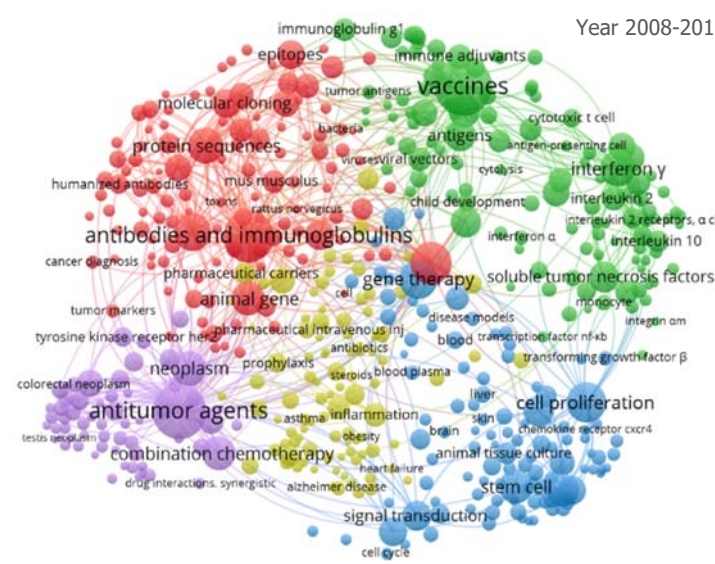 Year 2008-201
immunoglobulin g1
epitopes
immune adjuvants
vaccines
tumor antigens
molecular cloning
cytotoxic t cell
bacteria
antigens
protein sequences
antigen-presenting cell
viruses
viral vectors
cytolysis
interferon γ
humanized antibodies
mus musculus
toxins
child development
interleukin 2
rattus norvegicus
interleukin 2 receptors, α c
antibodies and immunoglobulins
interferon α
interleukin 10
cancer diagnosis
pharmaceutical carriers
cell
gene therapy
soluble tumor necrosis factors
animal gene
monocyte
tumor markers
disease models
integrin αm
tyrosine kinase receptor her2
pharmaceutical intravenous inj
blood
transcription factor nf-κb
antibiotics
transforming growth factor β
neoplasm
prophylaxis
steroids
blood plasma
colorectal neoplasm
liver
antitumor agents
cell proliferation
asthma
inflammation
skin
chemokine receptor cxcr4
testis neoplasm
obesity
brain
combination chemotherapy
animal tissue culture
heart failure
drug interactions. synergistic
alzheimer disease
stem cell
signal transduction
cell cycle